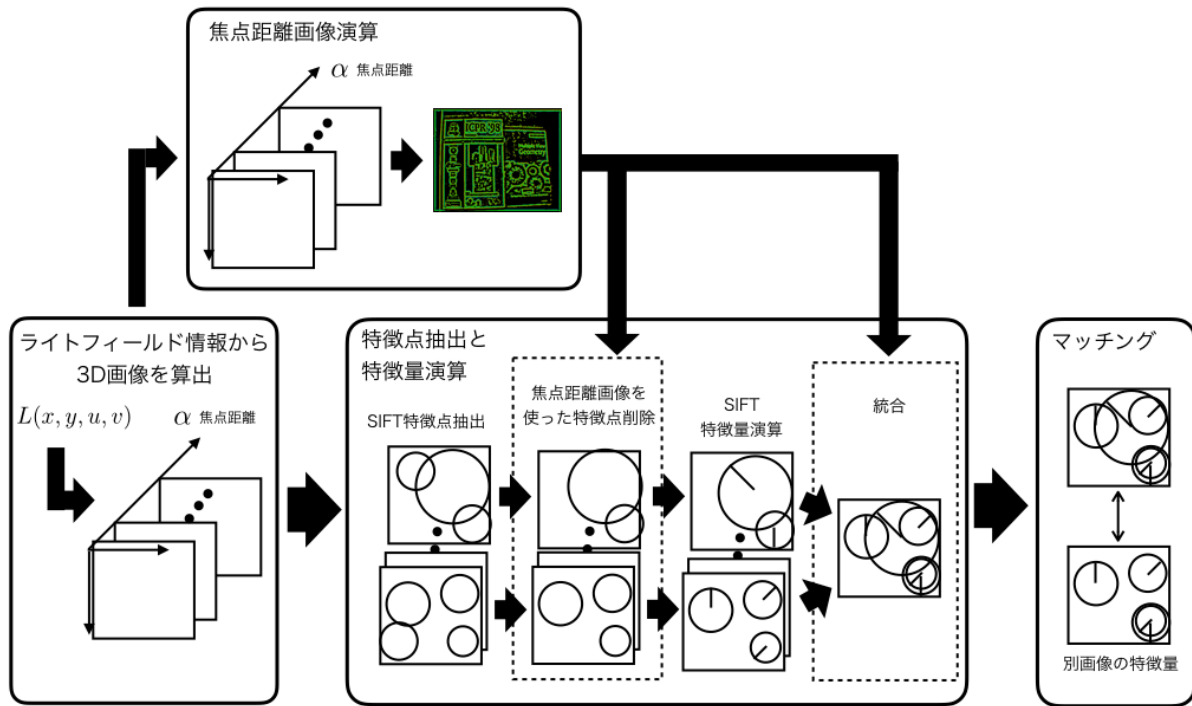 焦点距離画像演算
α 焦点距離
ICPR '98
Multiple View
Geometry
ライトフィールド情報から
3D画像を算出
L(x, y, u, v)
α 焦点距離
特徴点抽出と
特徴量演算
SIFT特徴点抽出
焦点距離画像を
使った特徴点削除
SIFT
特徴量演算
統合
マッチング
別画像の特徴量